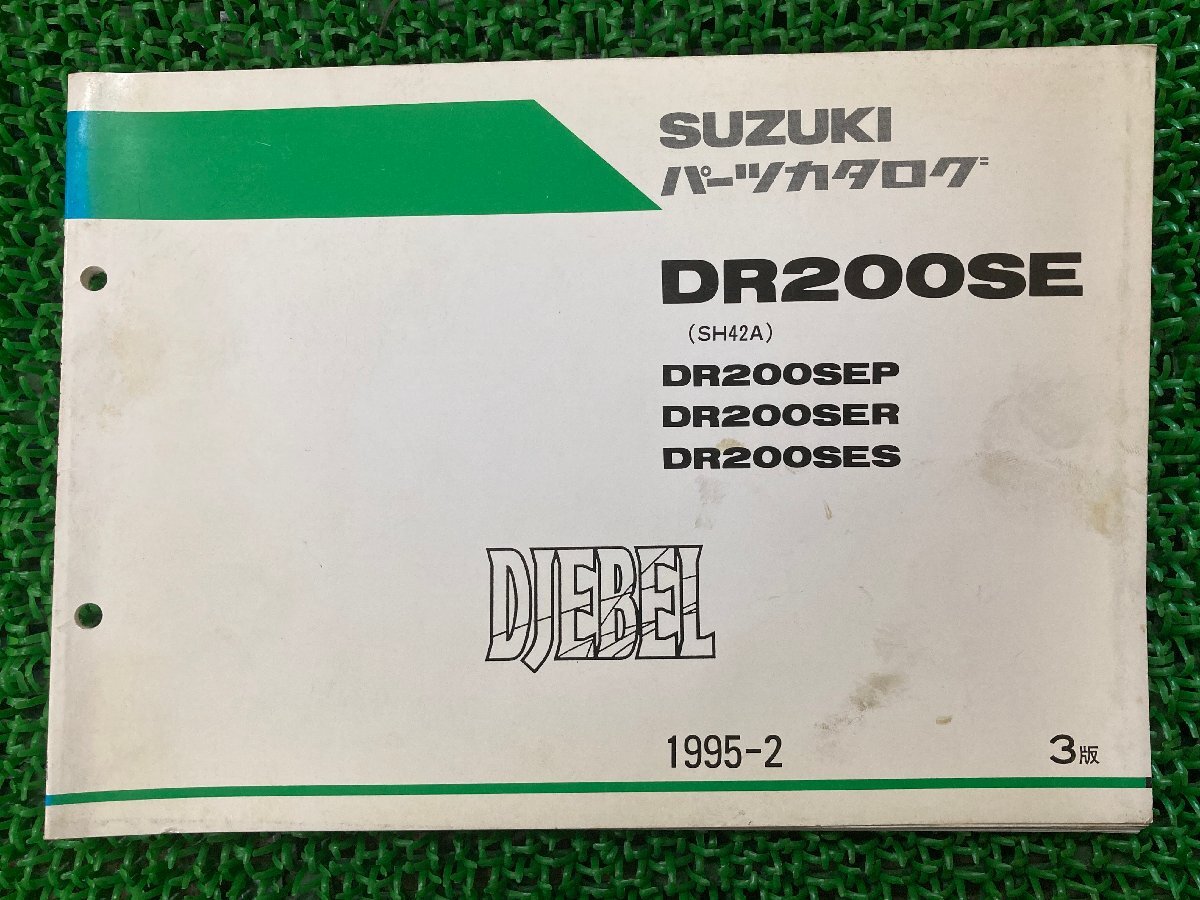 SUZUKI
パーツカタログ
DR200SE
(SH42A)
DR200SEP
DR200SER
DR200SES
DJEBEL
1995-2
3版